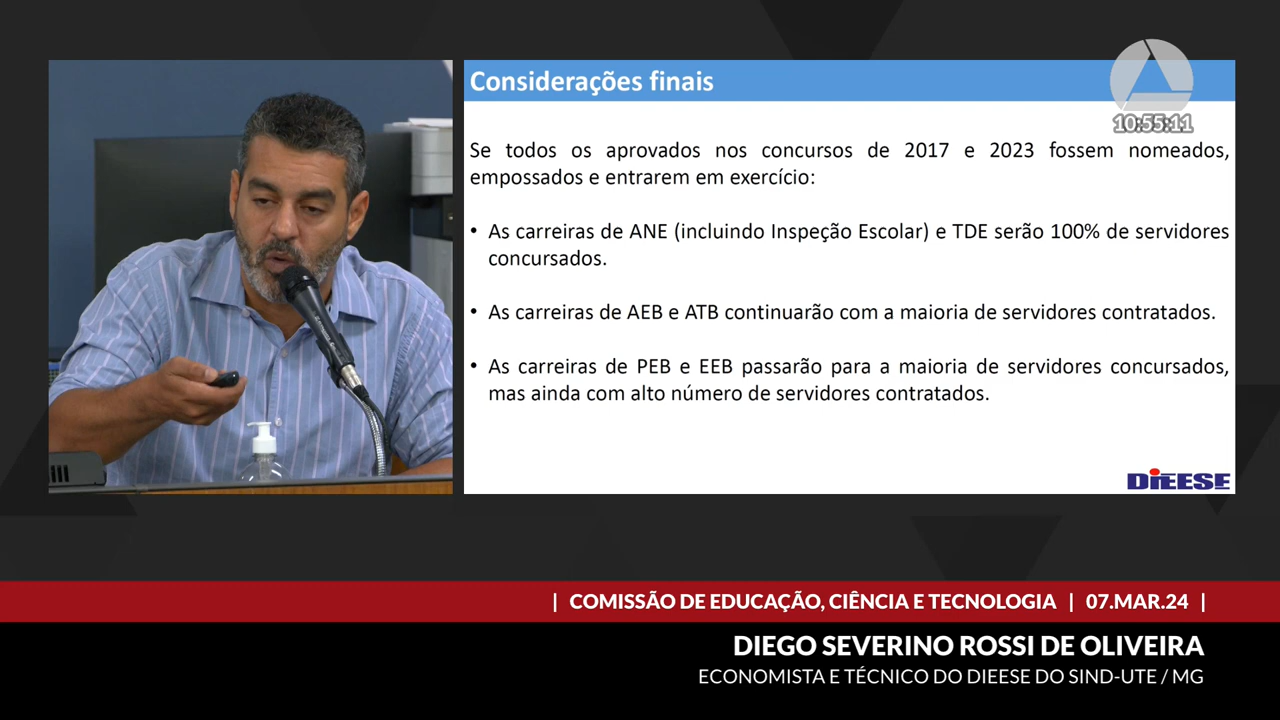 Considerações finais
10:55:11
Se todos os aprovados nos concursos de 2017 e 2023 fossem nomeados,
empossados e entrarem em exercício:
• As carreiras de ANE (incluindo Inspeção Escolar) e TDE serão 100% de servidores
concursados.
• As carreiras de AEB e ATB continuarão com a maioria de servidores contratados.
• As carreiras de PEB e EEB passarão para a maioria de servidores concursados,
mas ainda com alto número de servidores contratados.
DIEESE
| COMISSÃO DE EDUCAÇÃO, CIÊNCIA E TECNOLOGIA | 07.MAR.24 |
DIEGO SEVERINO ROSSI DE OLIVEIRA
ECONOMISTA E TÉCNICO DO DIEESE DO SIND-UTE / MG